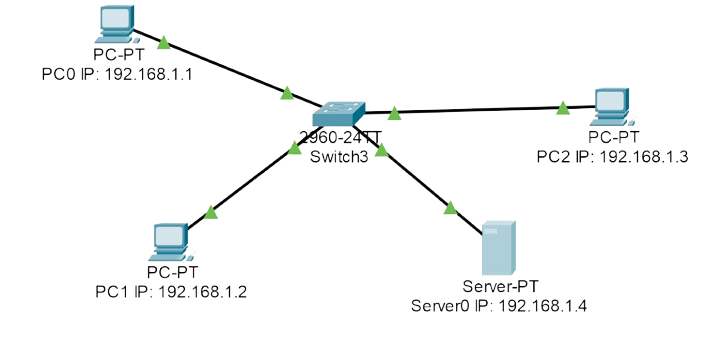 PC-PT
PC0 IP: 192.168.1.1
2960-24TT
Switch3
PC-PT
PC2 IP: 192.168.1.3
PC-PT
PC1 IP: 192.168.1.2
Server-PT
Server0 IP: 192.168.1.4